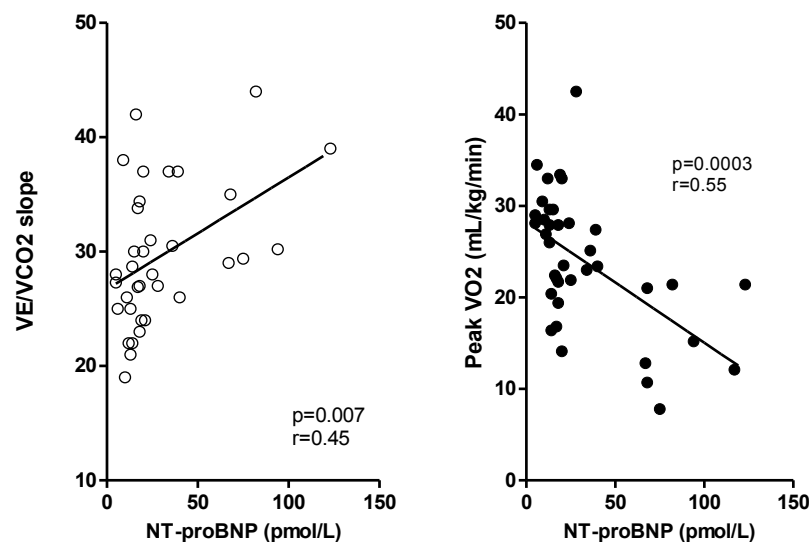 50
40
30
20
10
VE/VCO2 slope
p=0.007
r=0.45
0
50
100
150
NT-proBNP (pmol/L)
50
40
30
20
10
0
Peak VO2 (mL/kg/min)
p=0.0003
r=0.55
0
50
100
150
NT-proBNP (pmol/L)